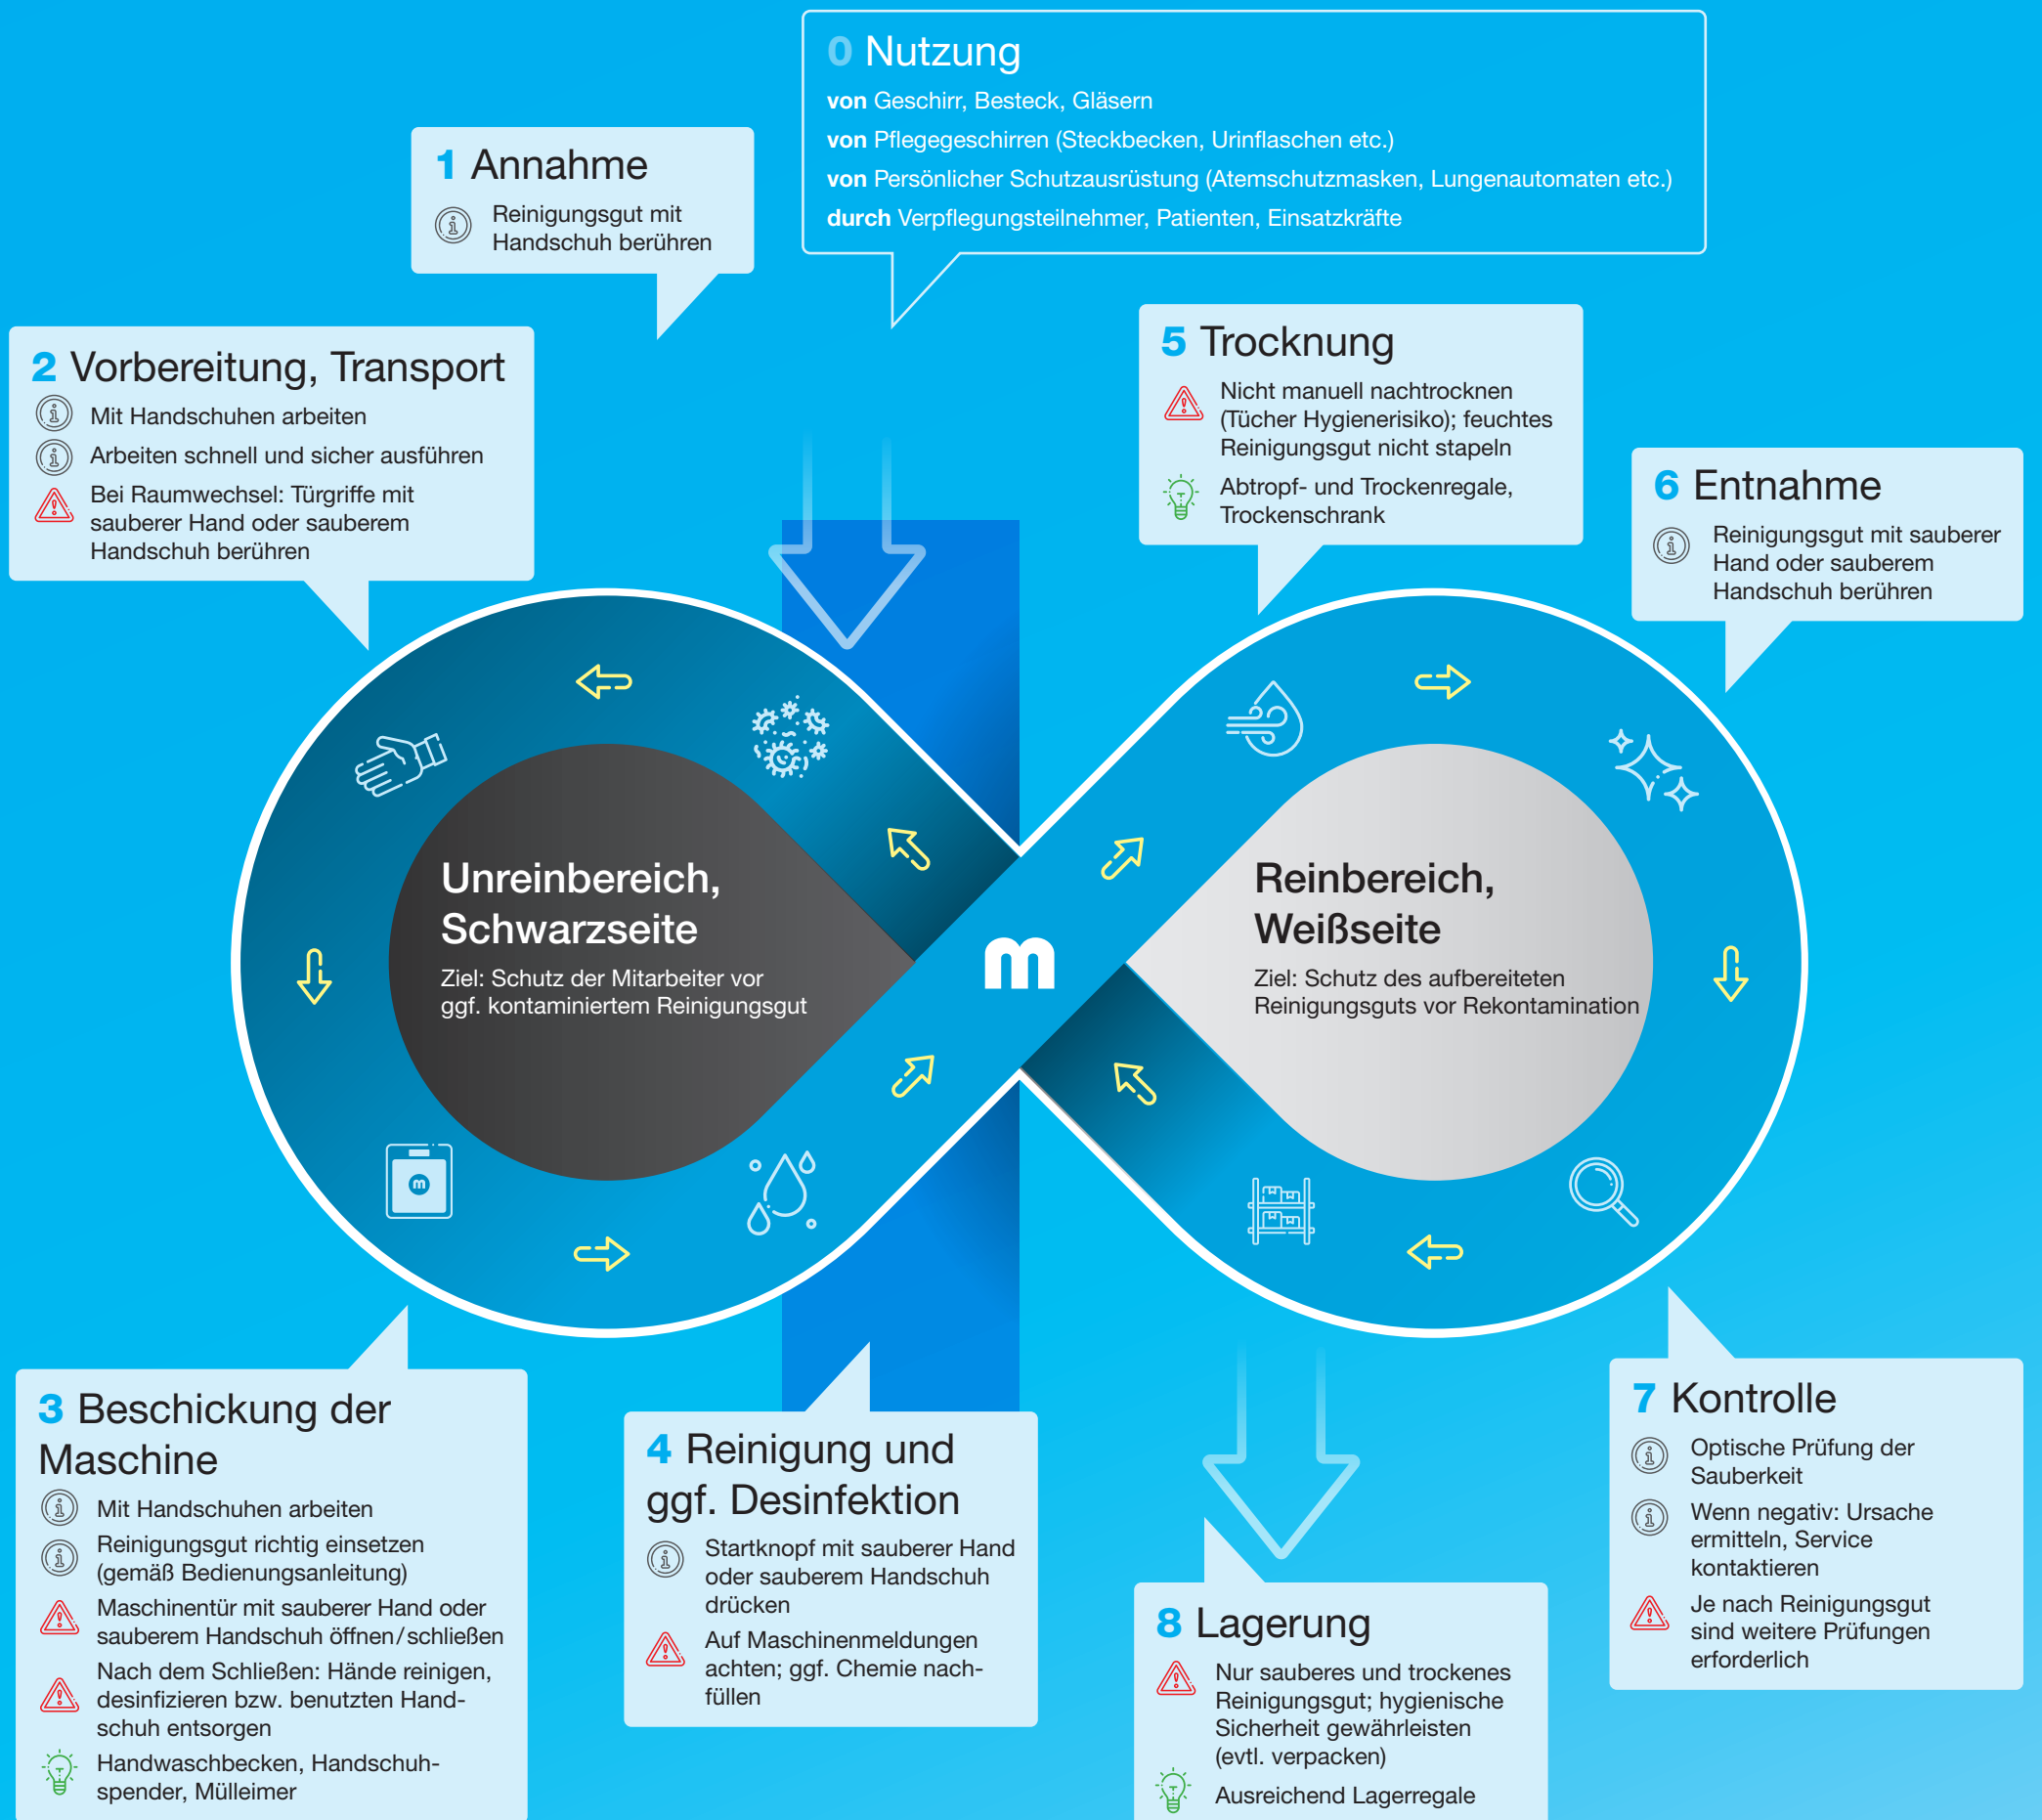 0 Nutzung
von Geschirr, Besteck, Gläsern
von Pflegegeschirren (Steckbecken, Urinflaschen etc.)
von Persönlicher Schutzausrüstung (Atemschutzmasken, Lungenautomaten etc.)
durch Verpflegungsteilnehmer, Patienten, Einsatzkräfte
1 Annahme
Reinigungsgut mit
Handschuh berühren
2 Vorbereitung, Transport
Mit Handschuhen arbeiten
Arbeiten schnell und sicher ausführen
Bei Raumwechsel: Türgriffe mit
sauberer Hand oder sauberem
Handschuh berühren
5 Trocknung
Nicht manuell nachtrocknen
(Tücher Hygienerisiko); feuchtes
Reinigungsgut nicht stapeln
Abtropf- und Trockenregale,
Trockenschrank
6 Entnahme
Reinigungsgut mit sauberer
Hand oder sauberem
Handschuh berühren
Unreinbereich,
Schwarzseite
Ziel: Schutz der Mitarbeiter vor
ggf. kontaminiertem Reinigungsgut
m
Reinbereich,
Weißseite
Ziel: Schutz des aufbereiteten
Reinigungsguts vor Rekontamination
m
3 Beschickung der
Maschine
Mit Handschuhen arbeiten
Reinigungsgut richtig einsetzen
(gemäß Bedienungsanleitung)
Maschinentür mit sauberer Hand oder
sauberem Handschuh öffnen/schließen
Nach dem Schließen: Hände reinigen,
desinfizieren bzw. benutzten Hand-
schuh entsorgen
Handwaschbecken, Handschuh-
spender, Mülleimer
4 Reinigung und
ggf. Desinfektion
Startknopf mit sauberer Hand
oder sauberem Handschuh
drücken
Auf Maschinenmeldungen
achten; ggf. Chemie nach-
füllen
7 Kontrolle
Optische Prüfung der
Sauberkeit
Wenn negativ: Ursache
ermitteln, Service
kontaktieren
Je nach Reinigungsgut
sind weitere Prüfungen
erforderlich
8 Lagerung
Nur sauberes und trockenes
Reinigungsgut; hygienische
Sicherheit gewährleisten
(evtl. verpacken)
Ausreichend Lagerregale